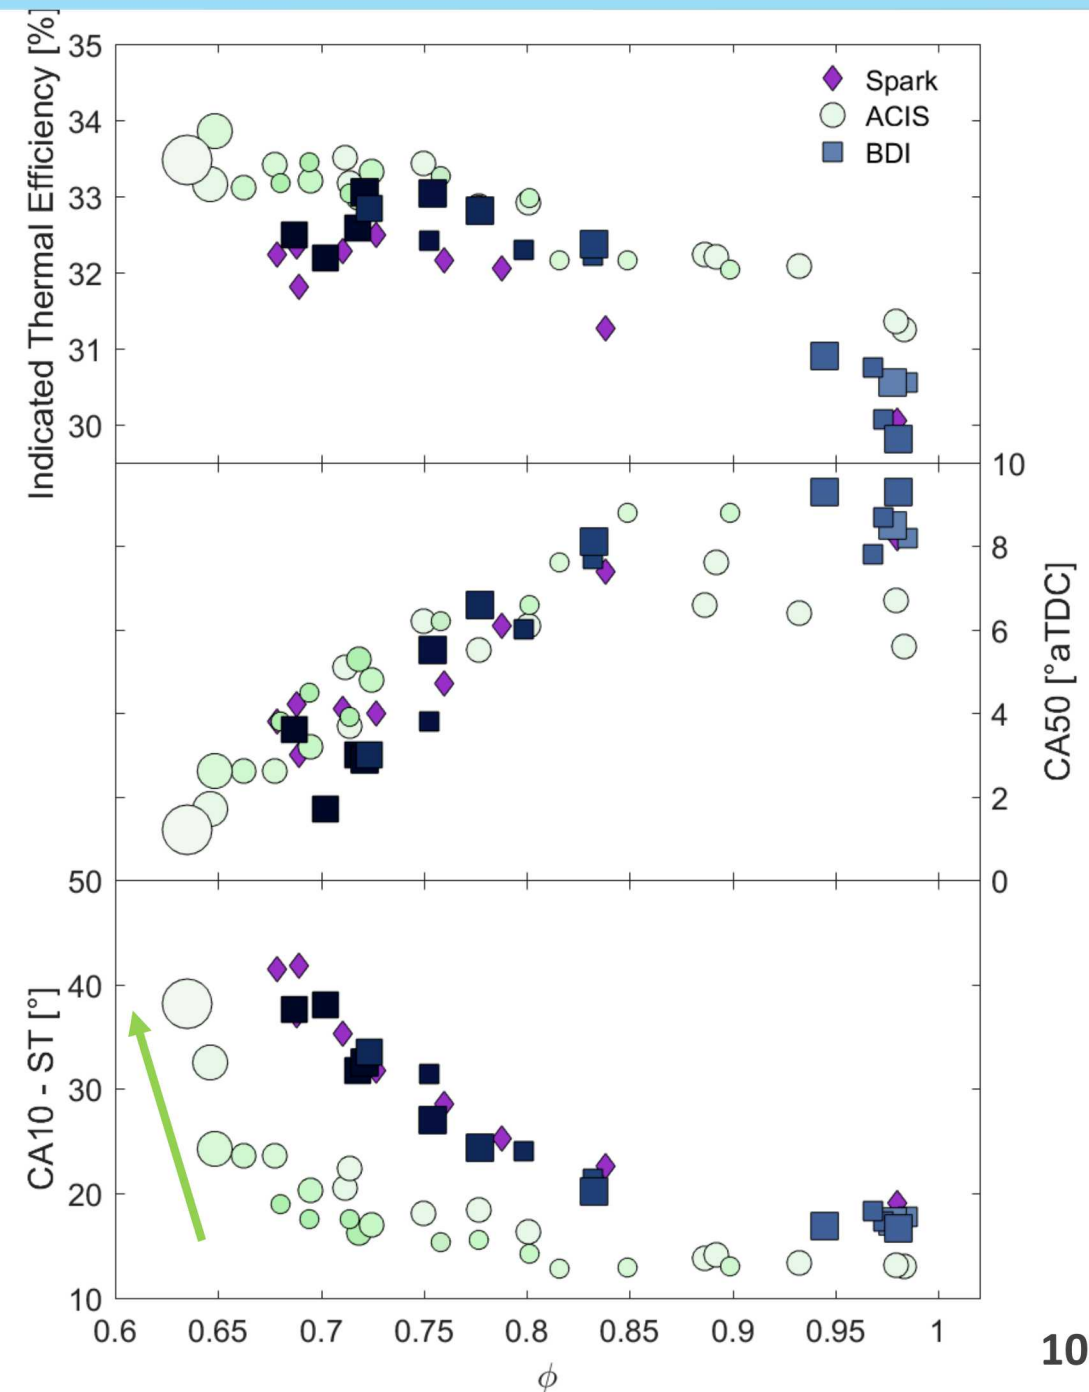 Indicated Thermal Efficiency [%]
35
34
33
32
31
30
Spark
ACIS
BDI
10
8
6
4
2
0
CA50 [°aTDC]
50
40
30
20
10
CA10 - ST [°]
0.6 0.65 0.7 0.75 0.8 0.85 0.9 0.95 1
ϕ
10